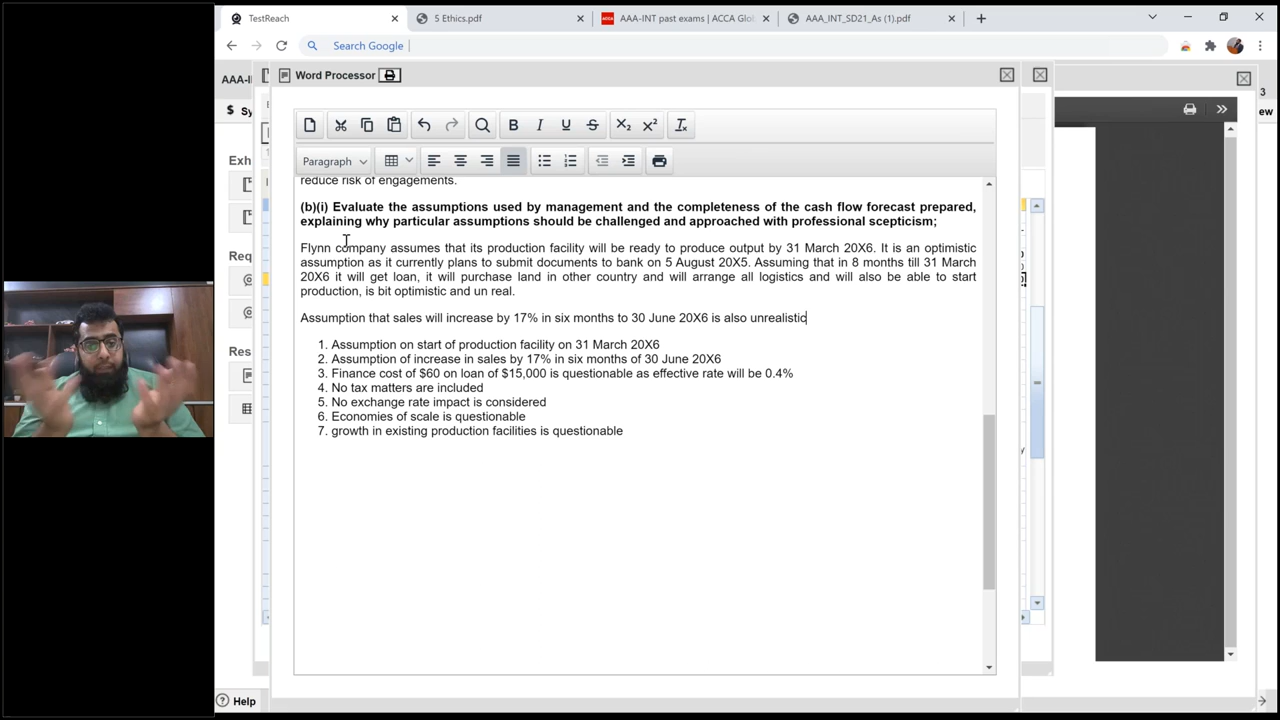 TestReach
5 Ethics.pdf
AAA-INT past exams | ACCA Glo
AAA_INT_SD21_As (1).pdf
Search Google
AAA-I
Word Processor
3
$ Sy
ew
Paragraph
Exh
reduce risk of engagements.
(b)(i) Evaluate the assumptions used by management and the completeness of the cash flow forecast prepared,
explaining why particular assumptions should be challenged and approached with professional scepticism;
Flynn company assumes that its production facility will be ready to produce output by 31 March 20X6. It is an optimistic
assumption as it currently plans to submit documents to bank on 5 August 20X5. Assuming that in 8 months till 31 March
20X6 it will get loan, it will purchase land in other country and will arrange all logistics and will also be able to start
production, is bit optimistic and un real.
Req
Assumption that sales will increase by 17% in six months to 30 June 20X6 is also unrealistic
1. Assumption on start of production facility on 31 March 20X6
2. Assumption of increase in sales by 17% in six months of 30 June 20X6
3. Finance cost of $60 on loan of $15,000 is questionable as effective rate will be 0.4%
4. No tax matters are included
5. No exchange rate impact is considered
6. Economies of scale is questionable
7. growth in existing production facilities is questionable
Res
Help